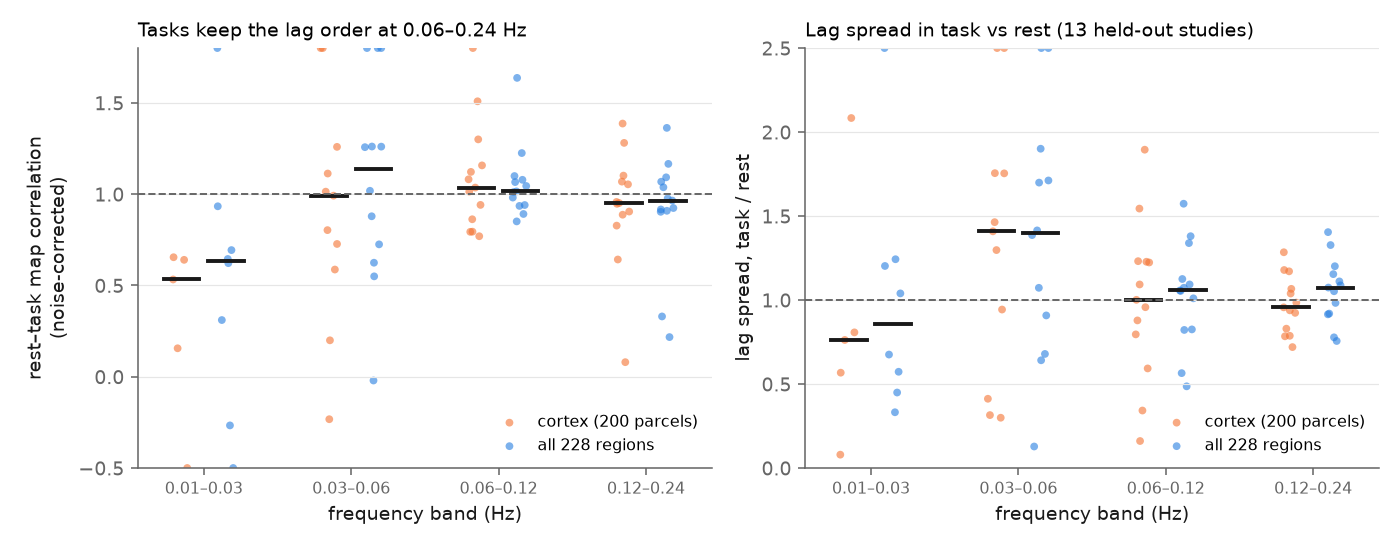 Tasks keep the lag order at 0.06–0.24 Hz
rest-task map correlation
(noise-corrected)
1.5
1.0
0.5
0.0
−0.5
0.01–0.03
0.03–0.06
0.06–0.12
0.12–0.24
frequency band (Hz)
cortex (200 parcels)
all 228 regions
Lag spread in task vs rest (13 held-out studies)
lag spread, task / rest
2.5
2.0
1.5
1.0
0.5
0.0
0.01–0.03
0.03–0.06
0.06–0.12
0.12–0.24
frequency band (Hz)
cortex (200 parcels)
all 228 regions